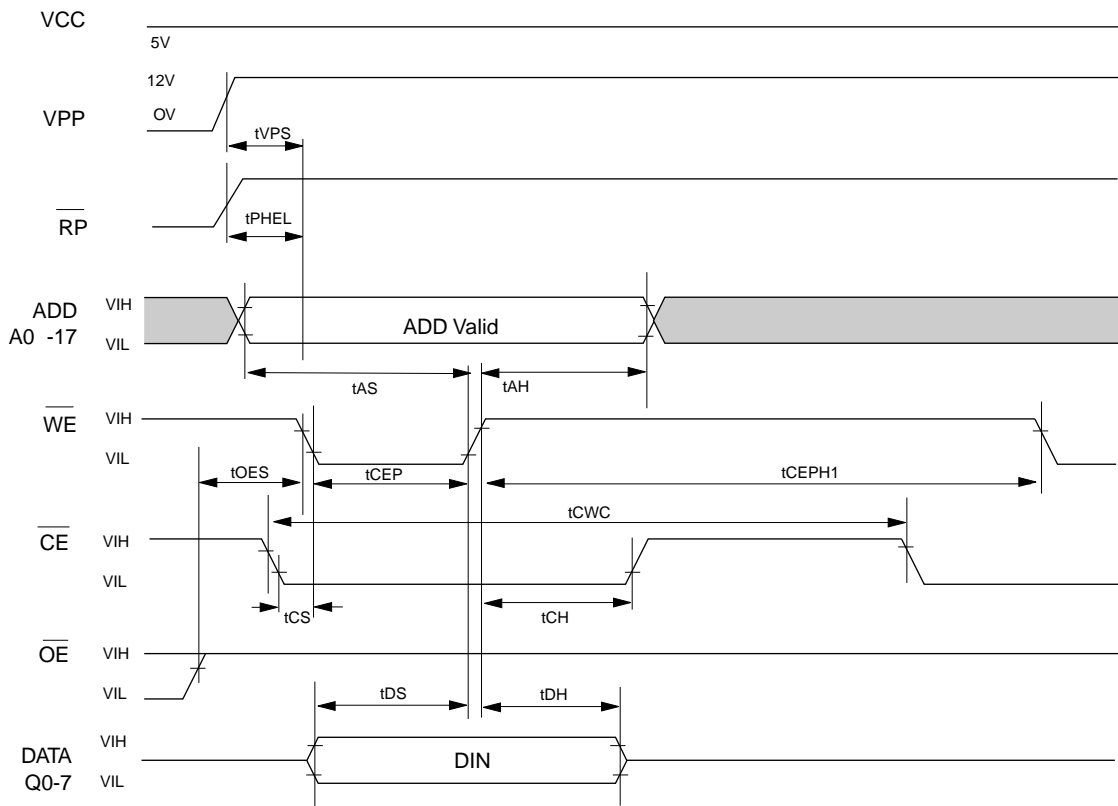 VCC
5V
12V
VPP
OV
tVPS
RP
tPHEL
ADD
A0 -17
VIH
VIL
ADD Valid
tAS
tAH
WE
VIH
VIL
tOES
tCEP
tCEPH1
tCWC
CE
VIH
VIL
tCS
tCH
OE
VIH
VIL
tDS
tDH
DATA
Q0-7
VIH
VIL
DIN